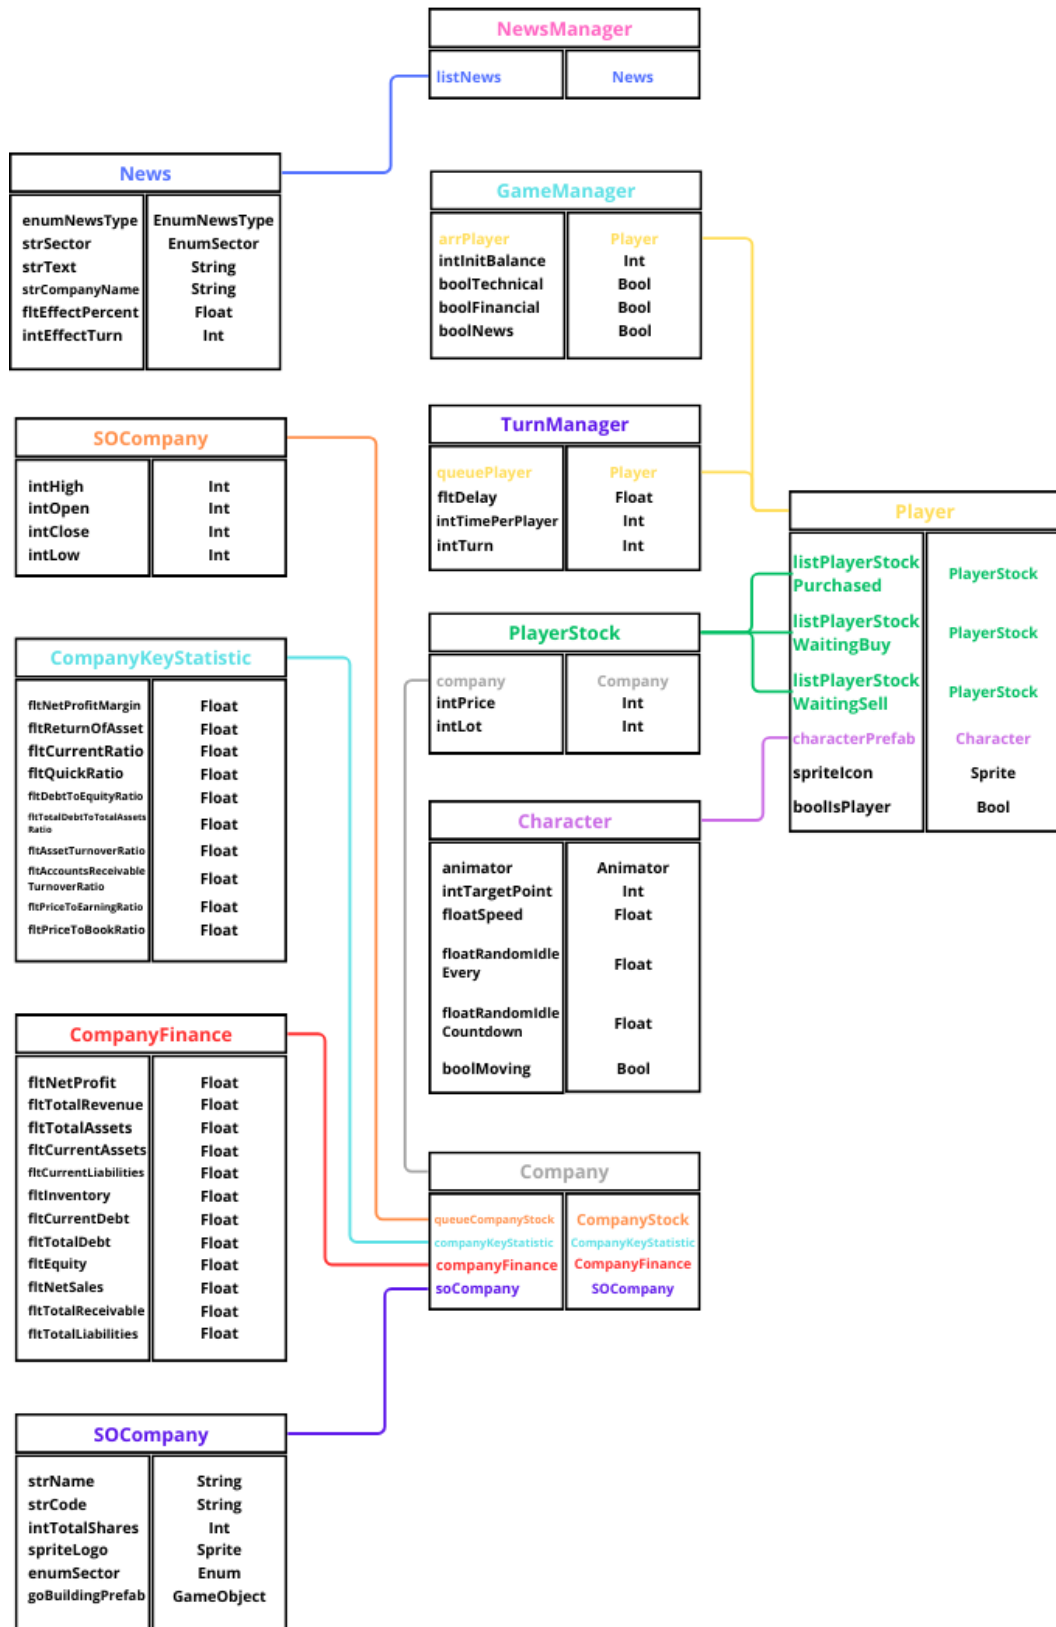 NewsManager
listNews News
News
enumNewsType EnumNewsType
strSector EnumSector
strText String
strCompanyName String
fltEffectPercent Float
intEffectTurn Int
GameManager
arrPlayer Player
intInitBalance Int
boolTechnical Bool
boolFinancial Bool
boolNews Bool
SOCompany
intHigh Int
intOpen Int
intClose Int
intLow Int
TurnManager
queuePlayer Player
fltDelay Float
intTimePerPlayer Int
intTurn Int
Player
listPlayerStock
Purchased
PlayerStock
listPlayerStock
WaitingBuy
PlayerStock
listPlayerStock
WaitingSell
PlayerStock
characterPrefab Character
spriteIcon Sprite
boolIsPlayer Bool
PlayerStock
company Company
intPrice Int
intLot Int
CompanyKeyStatistic
fltNetProfitMargin Float
fltReturnOfAsset Float
fltCurrentRatio Float
fltQuickRatio Float
fltDebtToEquityRatio Float
fltTotalDebtToTotalAssets
Ratio
Float
fltAssetTurnoverRatio Float
fltAccountsReceivable
TurnoverRatio
Float
fltPriceToEarningRatio Float
fltPriceToBookRatio Float
Character
animator Animator
intTargetPoint Int
floatSpeed Float
floatRandomIdle
Every
Float
floatRandomIdle
Countdown
Float
boolMoving Bool
CompanyFinance
fltNetProfit Float
fltTotalRevenue Float
fltTotalAssets Float
fltCurrentAssets Float
fltCurrentLiabilities Float
fltInventory Float
fltCurrentDebt Float
fltTotalDebt Float
fltEquity Float
fltNetSales Float
fltTotalReceivable Float
fltTotalLiabilities Float
Company
queueCompanyStock CompanyStock
companyKeyStatistic CompanyKeyStatistic
companyFinance CompanyFinance
soCompany SOCompany
SOCompany
strName String
strCode String
intTotalShares Int
spriteLogo Sprite
enumSector Enum
goBuildingPrefab GameObject